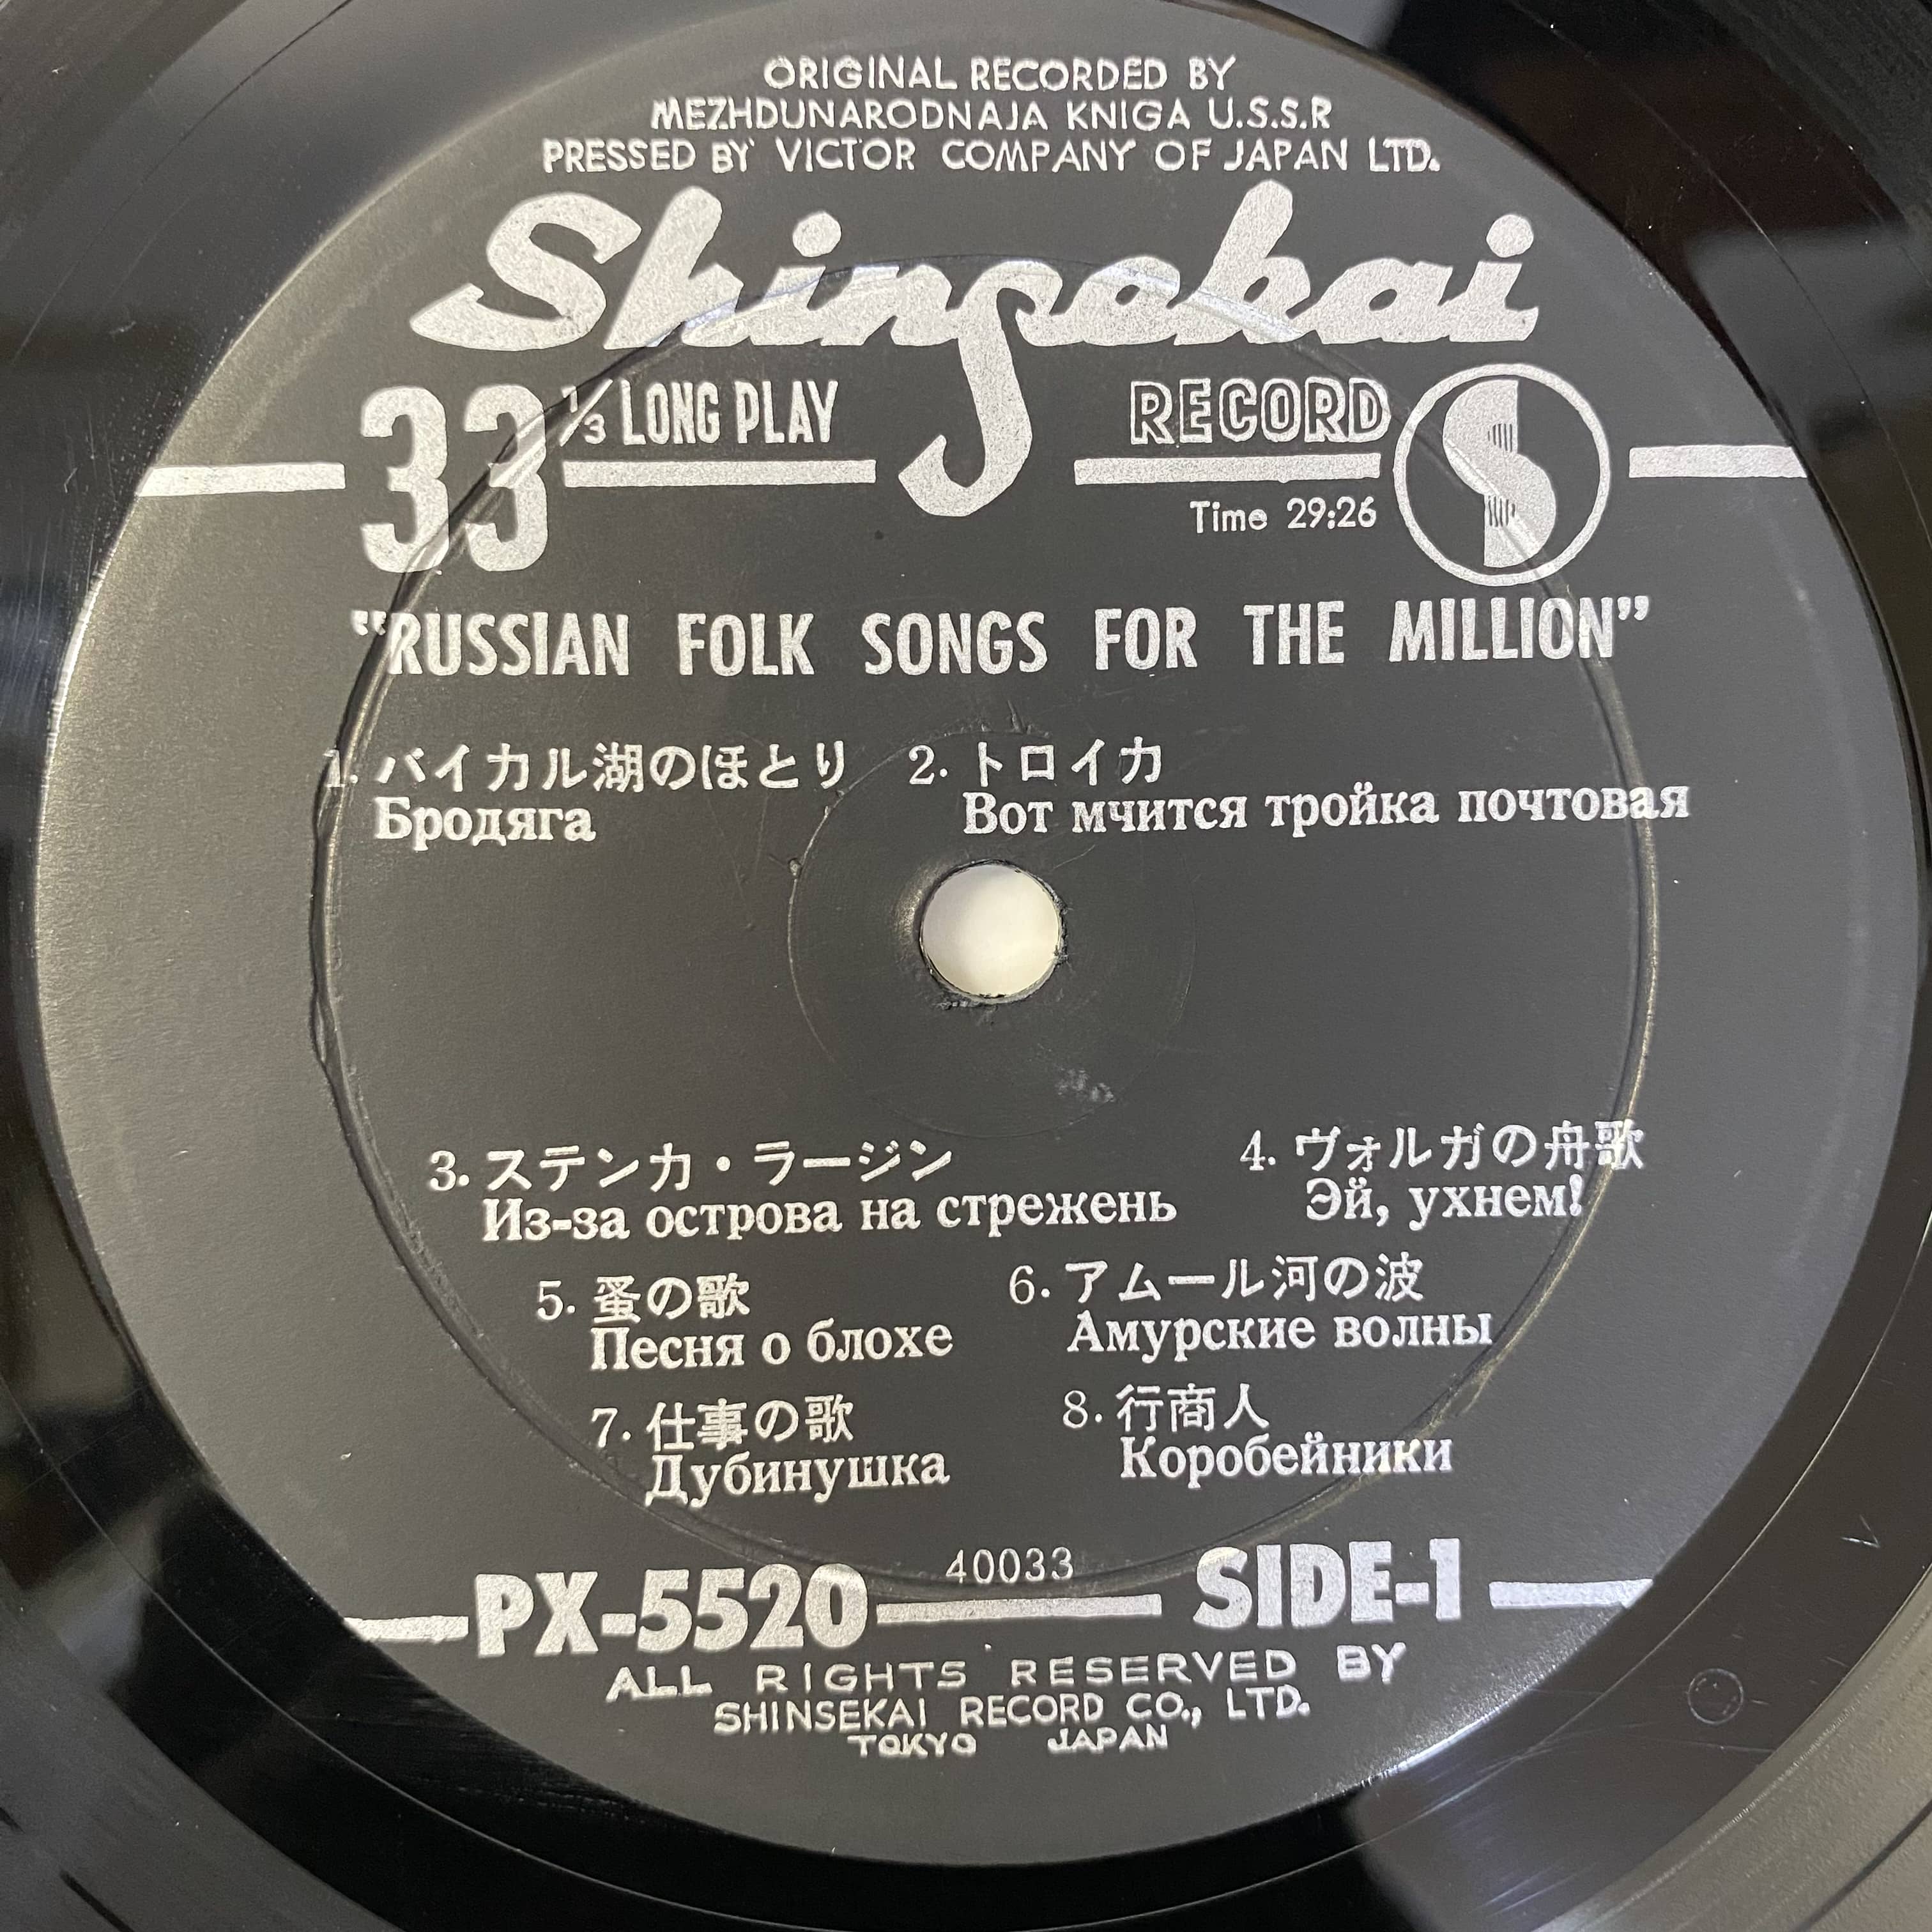 ORIGINAL RECORDED BY
MEZHDUNARODNAJA KNIGA U.S.S.R
PRESSED BY VICTOR COMPANY OF JAPAN LTD.
Shinsekai
33 1/3 LONG PLAY RECORD S
Time 29:26
"RUSSIAN FOLK SONGS FOR THE MILLION"
1. バイカル湖のほとり 2. トロイカ
Бродяга Вот мчится тройка почтовая
3. ステンカ・ラージン 4. ヴォルガの舟歌
Из-за острова на стрежень Эй, ухнем!
5. 蚤の歌 6. アムール河の波
Песня о блохе Амурские волны
7. 仕事の歌 8. 行商人
Дубинушка Коробейники
40033
PX-5520 SIDE-1
ALL RIGHTS RESERVED BY
SHINSEKAI RECORD CO., LTD.
TOKYO JAPAN